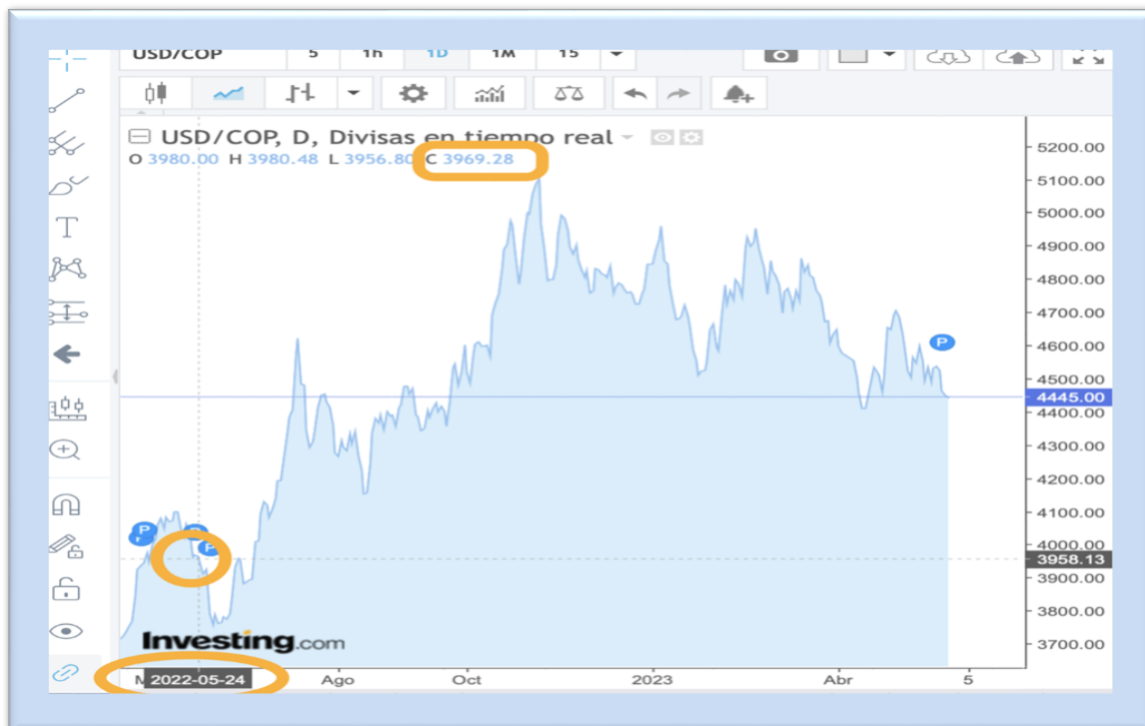 USD/COP 5 1h 1D 1M 15
USD/COP, D, Divisas en tiempo real
O 3980.00 H 3980.48 L 3956.80 C 3969.28
5200.00
5100.00
5000.00
4900.00
4800.00
4700.00
4600.00
4500.00
4445.00
4400.00
4300.00
4200.00
4100.00
4000.00
3958.13
3900.00
3800.00
3700.00
P
P
P
Investing.com
2022-05-24 Ago Oct 2023 Abr 5